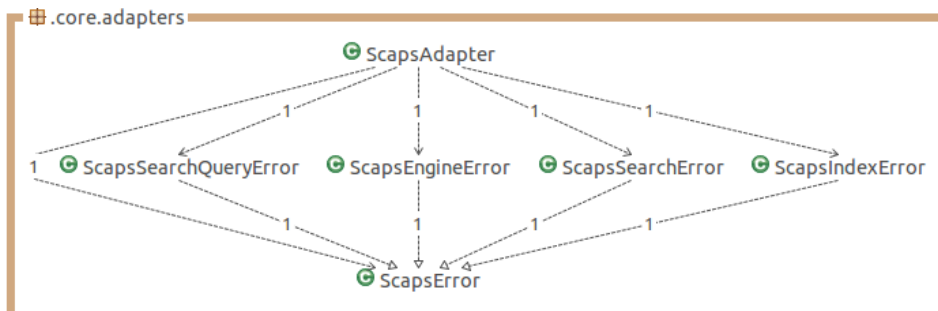 .core.adapters
ScapsAdapter
1 1 1 1
1 ScapsSearchQueryError ScapsEngineError ScapsSearchError ScapsIndexError
1 1 1 1
ScapsError